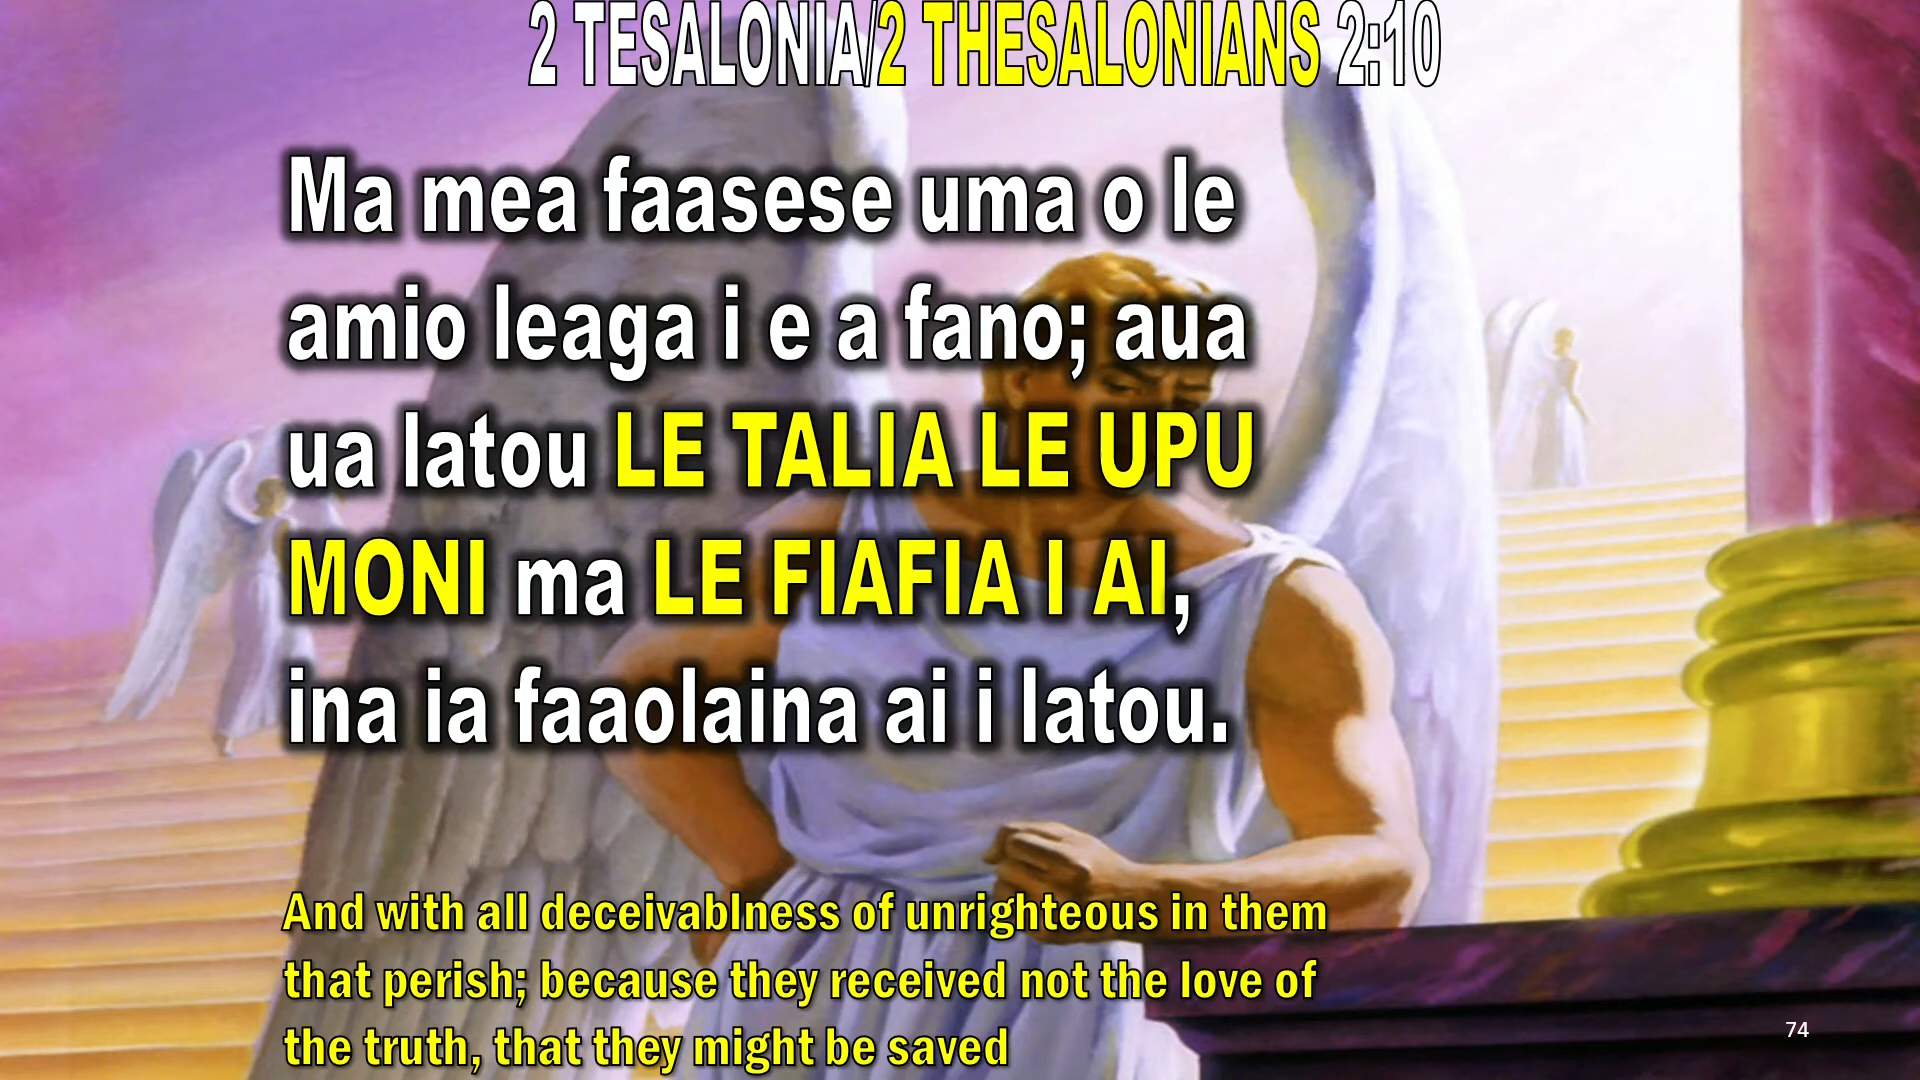 2 TESALONIA/2 THESALONIANS 2:10
Ma mea faasese uma o le
amio leaga i e a fano; aua
ua latou LE TALIA LE UPU
MONI ma LE FIAFIA I AI,
ina ia faaolaina ai i latou.
And with all deceivablness of unrighteous in them
that perish; because they received not the love of
the truth, that they might be saved
74